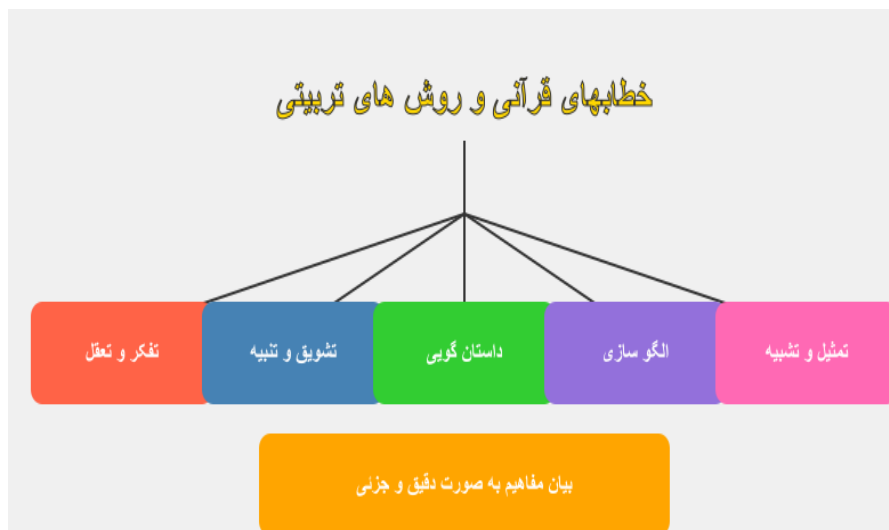 خطابهای قرآنی و روش های تربیتی
تمثیل و تشبیه
الگو سازی
داستان گویی
تشویق و تنبیه
تفکر و تعقل
بیان مفاهیم به صورت دقیق و جزئی